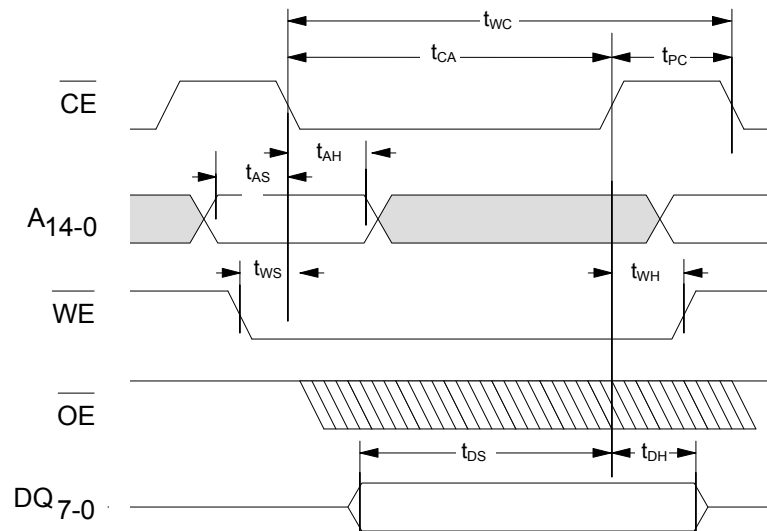 tWC
tCA
tPC
CE
tAH
tAS
A14-0
tWS
tWH
WE
OE
tDS
tDH
DQ7-0